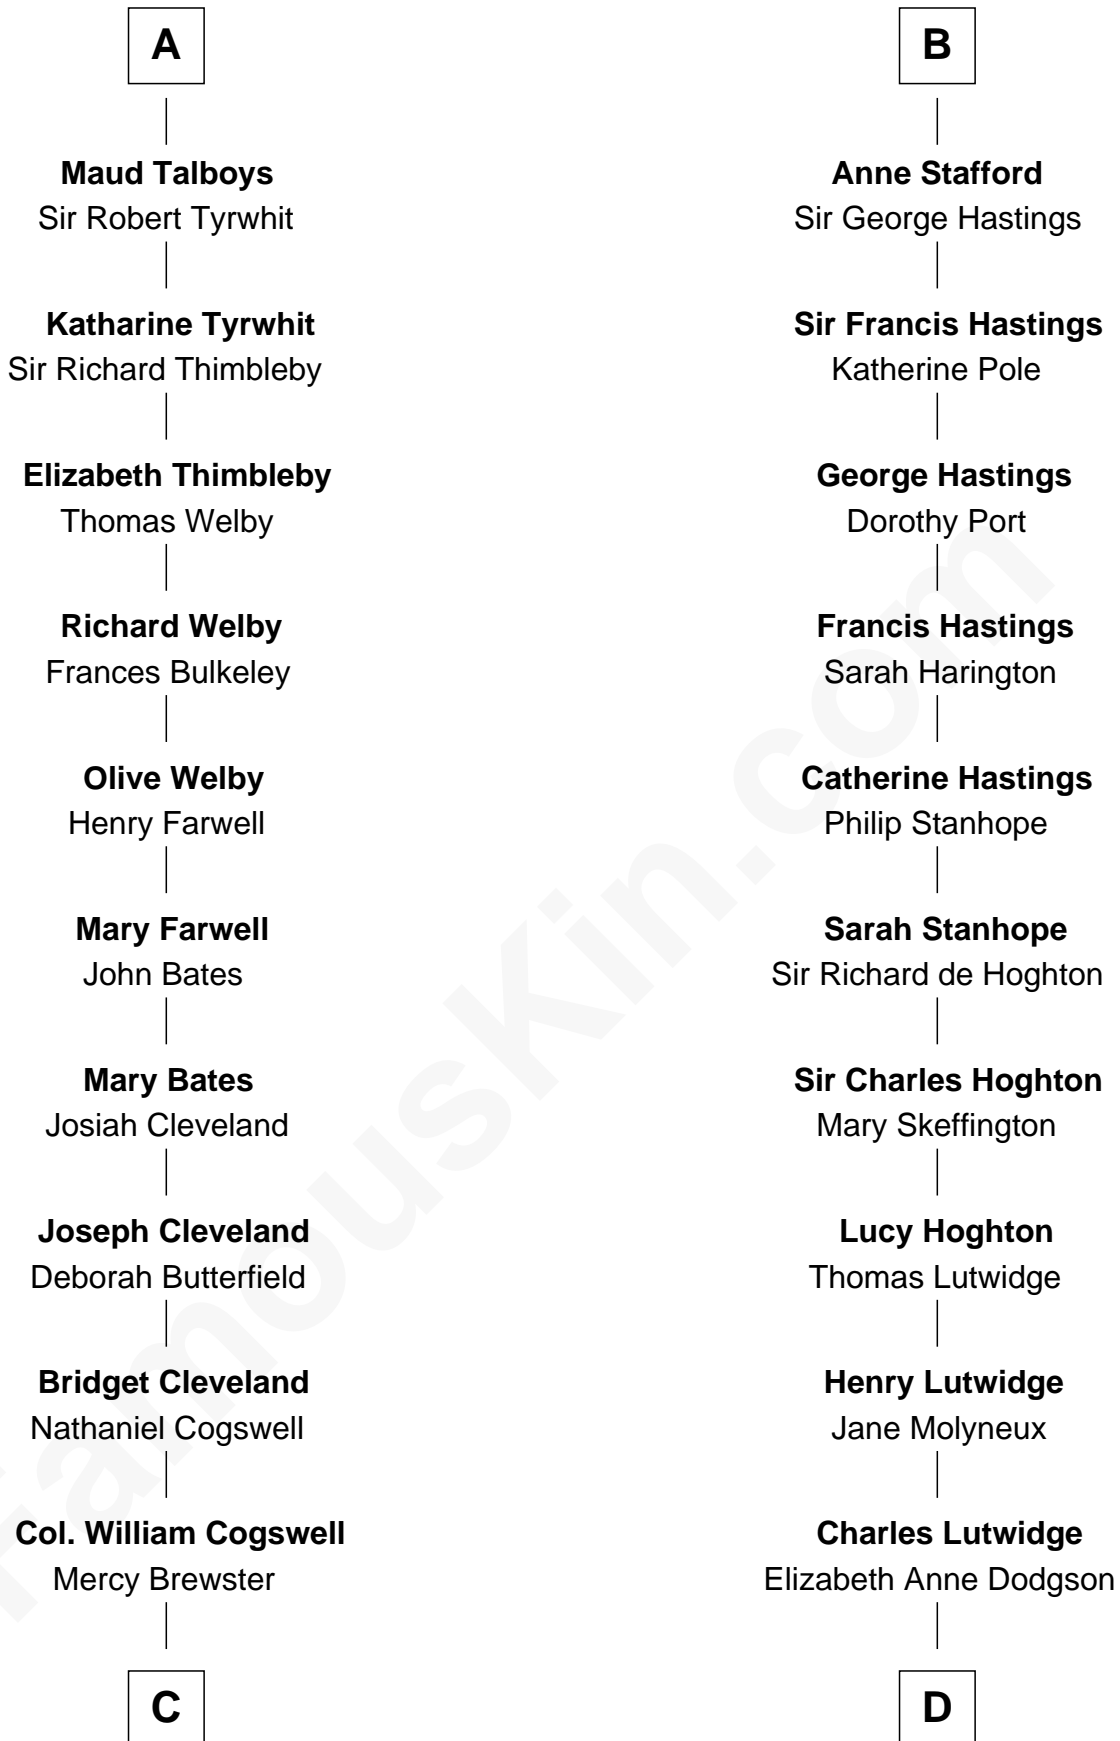 A
Maud Talboys
Sir Robert Tyrwhit
Katharine Tyrwhit
Sir Richard Thimbleby
Elizabeth Thimbleby
Thomas Welby
Richard Welby
Frances Bulkeley
Olive Welby
Henry Farwell
Mary Farwell
John Bates
Mary Bates
Josiah Cleveland
Joseph Cleveland
Deborah Butterfield
Bridget Cleveland
Nathaniel Cogswell
Col. William Cogswell
Mercy Brewster
C
B
Anne Stafford
Sir George Hastings
Sir Francis Hastings
Katherine Pole
George Hastings
Dorothy Port
Francis Hastings
Sarah Harington
Catherine Hastings
Philip Stanhope
Sarah Stanhope
Sir Richard de Hoghton
Sir Charles Hoghton
Mary Skeffington
Lucy Hoghton
Thomas Lutwidge
Henry Lutwidge
Jane Molyneux
Charles Lutwidge
Elizabeth Anne Dodgson
D
FamousKin.com